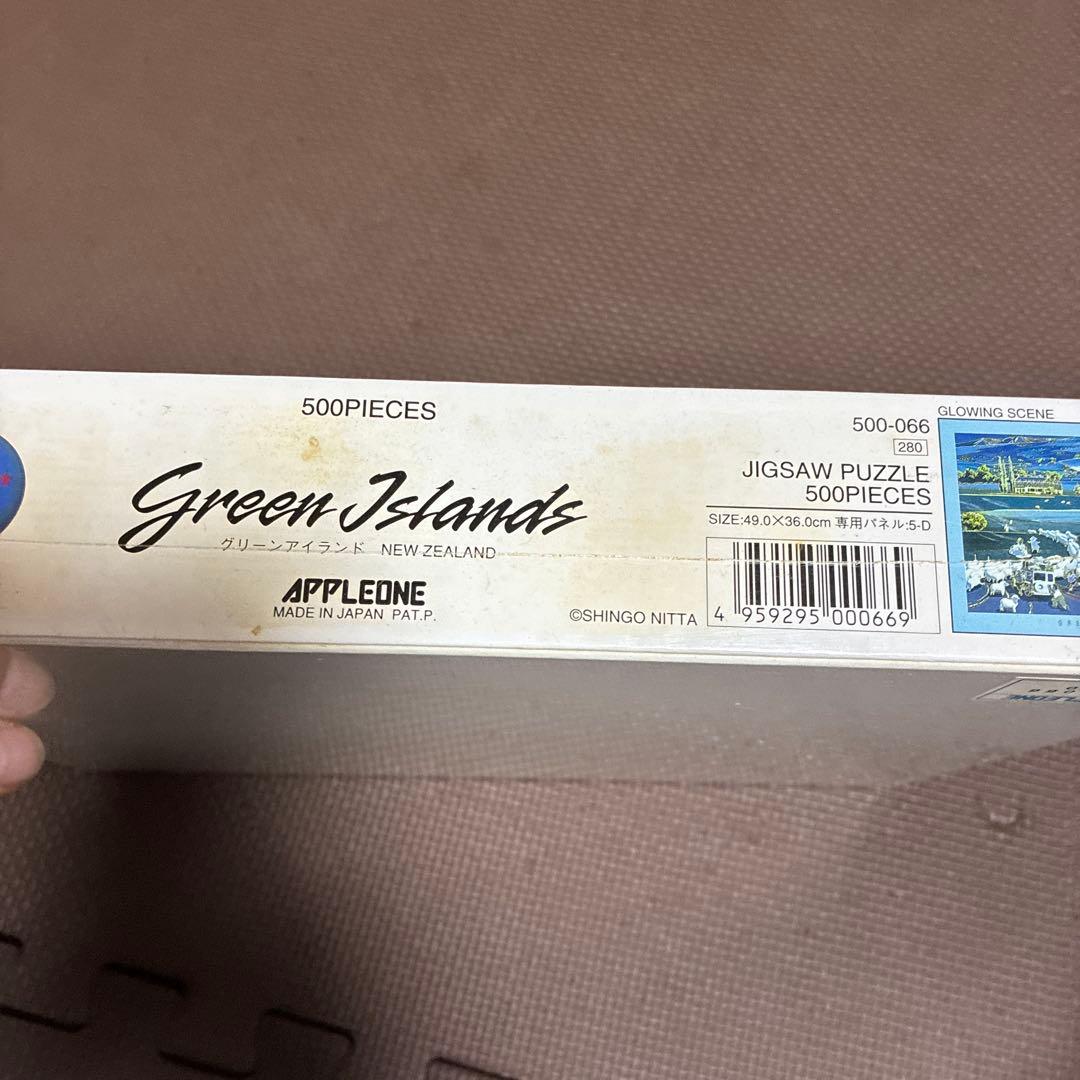 500PIECES
Green Islands
グリーンアイランド NEW ZEALAND
APPLEONE
MADE IN JAPAN PAT.P.
©SHINGO NITTA
500-066
280
JIGSAW PUZZLE
500PIECES
SIZE:49.0×36.0cm 専用パネル:5-D
4 959295 000669
GLOWING SCENE